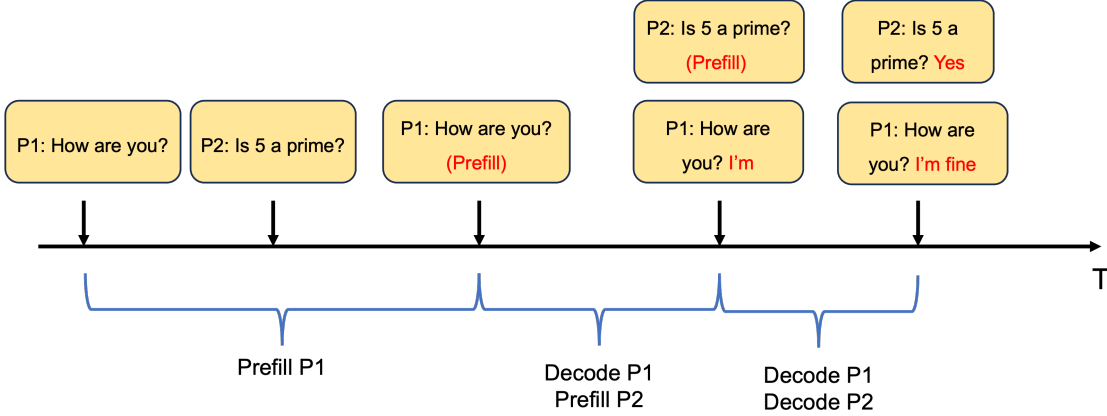 P2: Is 5 a prime?
(Prefill)
P2: Is 5 a
prime? Yes
P1: How are you?
P2: Is 5 a prime?
P1: How are you?
(Prefill)
P1: How are
you? I’m
P1: How are
you? I’m fine
T
Prefill P1
Decode P1
Prefill P2
Decode P1
Decode P2